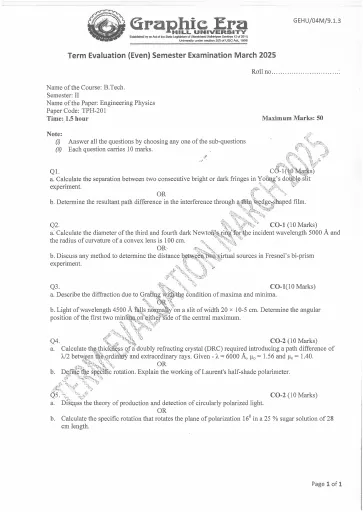 GEHU/04M/9.1.3
Graphic Era
HILL UNIVERSITY
Term Evaluation (Even) Semester Examination March 2025
Roll no
Name of the Course: B.Tech.
Semester: II
Name of the Paper: Engineering Physics
Paper Code: TPH-201
Time: 1.5 hour Maximum Marks: 50
Note:
(i) Answer all the questions by choosing any one of the sub-questions
(ii) Each question carries 10 marks.
Q1. CO-1(10 Marks)
a. Calculate the separation between two consecutive bright or dark fringes in Young's double slit
experiment.
OR
b. Determine the resultant path difference in the interference through a thin wedge-shaped film.
Q2. CO-1 (10 Marks)
a. Calculate the diameter of the third and fourth dark Newton's ring for the incident wavelength 5000 Å and
the radius of curvature of a convex lens is 100 cm.
OR
b. Discuss any method to determine the distance between two virtual sources in Fresnel's bi-prism
experiment.
Q3. CO-1(10 Marks)
a. Describe the diffraction due to Grating with the condition of maxima and minima.
OR
b. Light of wavelength 4500 Å falls normally on a slit of width 20 × 10-5 cm. Determine the angular
position of the first two minima on either side of the central maximum.
Q4. CO-2 (10 Marks)
a. Calculate the thickness of a doubly refracting crystal (DRC) required introducing a path difference of
λ/2 between the ordinary and extraordinary rays. Given - λ = 6000 Å, μₒ = 1.56 and μₑ = 1.40.
OR
b. Define the specific rotation. Explain the working of Laurent's half-shade polarimeter.
Q5. CO-2 (10 Marks)
a. Discuss the theory of production and detection of circularly polarized light.
OR
b. Calculate the specific rotation that rotates the plane of polarization 16⁰ in a 25 % sugar solution of 28
cm length.
TERM EVALUATION MARCH 2025
Page 1 of 1